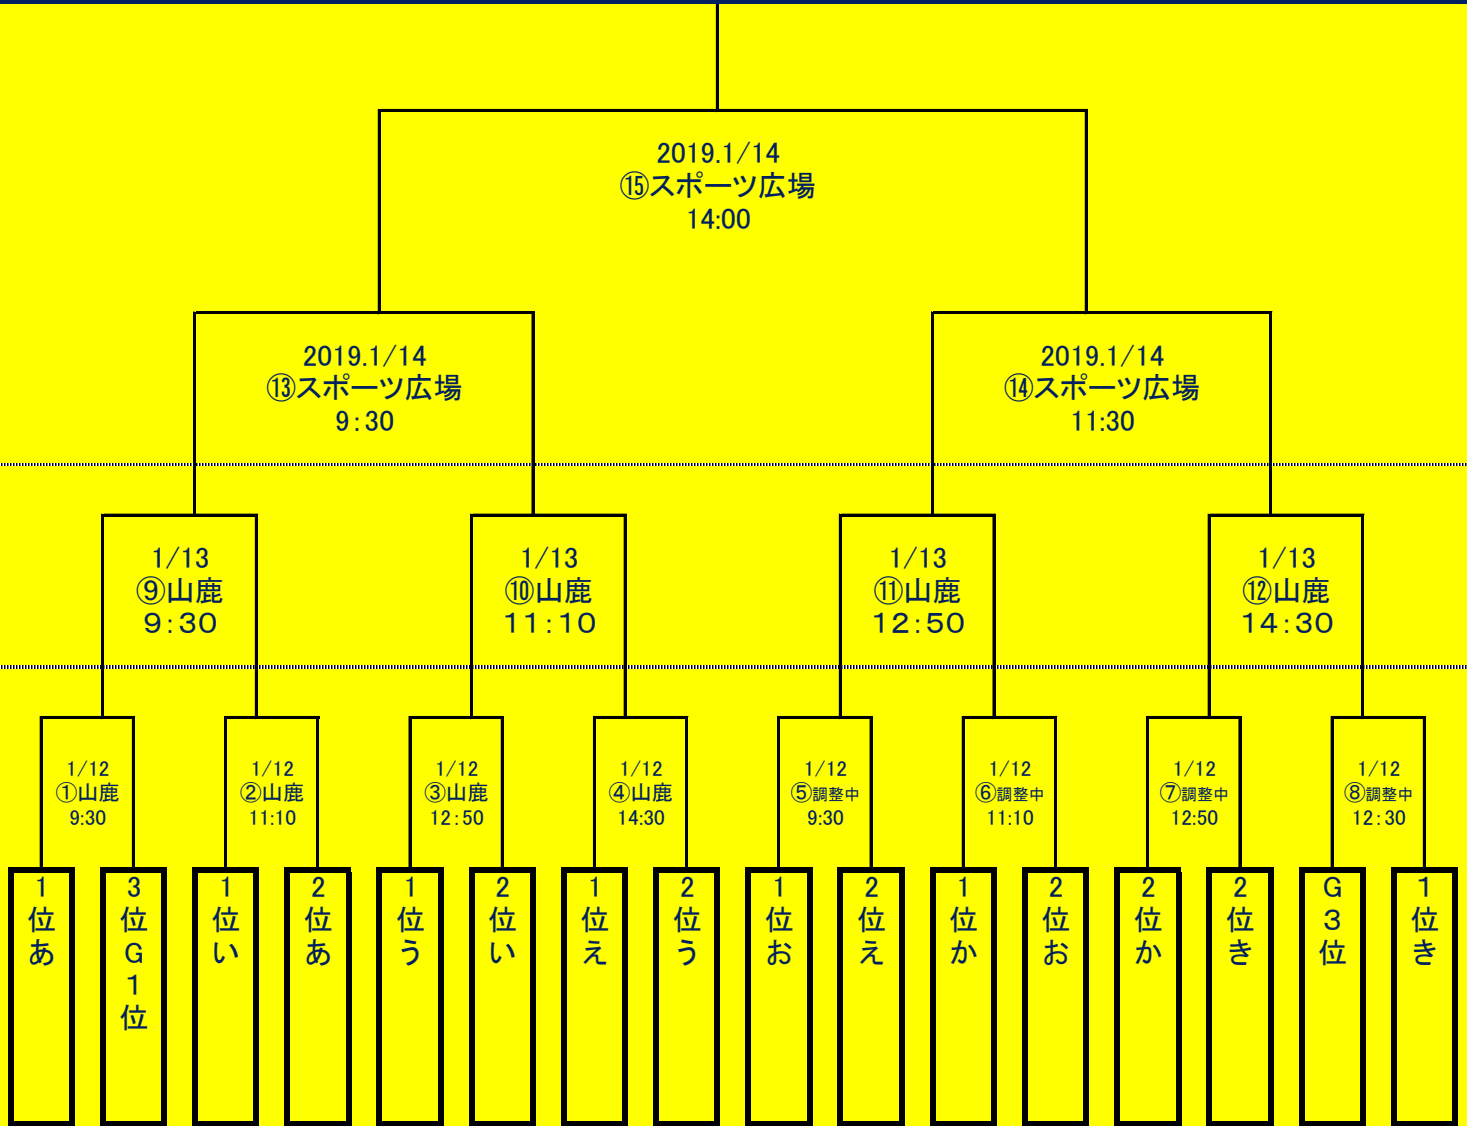 2019.1/14
⑮スポーツ広場
14:00
2019.1/14
⑬スポーツ広場
9:30
2019.1/14
⑭スポーツ広場
11:30
1/13
⑨山鹿
9:30
1/13
⑩山鹿
11:10
1/13
⑪山鹿
12:50
1/13
⑫山鹿
14:30
1/12
①山鹿
9:30
1/12
②山鹿
11:10
1/12
③山鹿
12:50
1/12
④山鹿
14:30
1/12
⑤調整中
9:30
1/12
⑥調整中
11:10
1/12
⑦調整中
12:50
1/12
⑧調整中
12:30
1位あ
3位G1位
1位い
2位あ
1位う
2位い
1位え
2位う
1位お
2位え
1位か
2位お
2位か
2位き
G3位
1位き